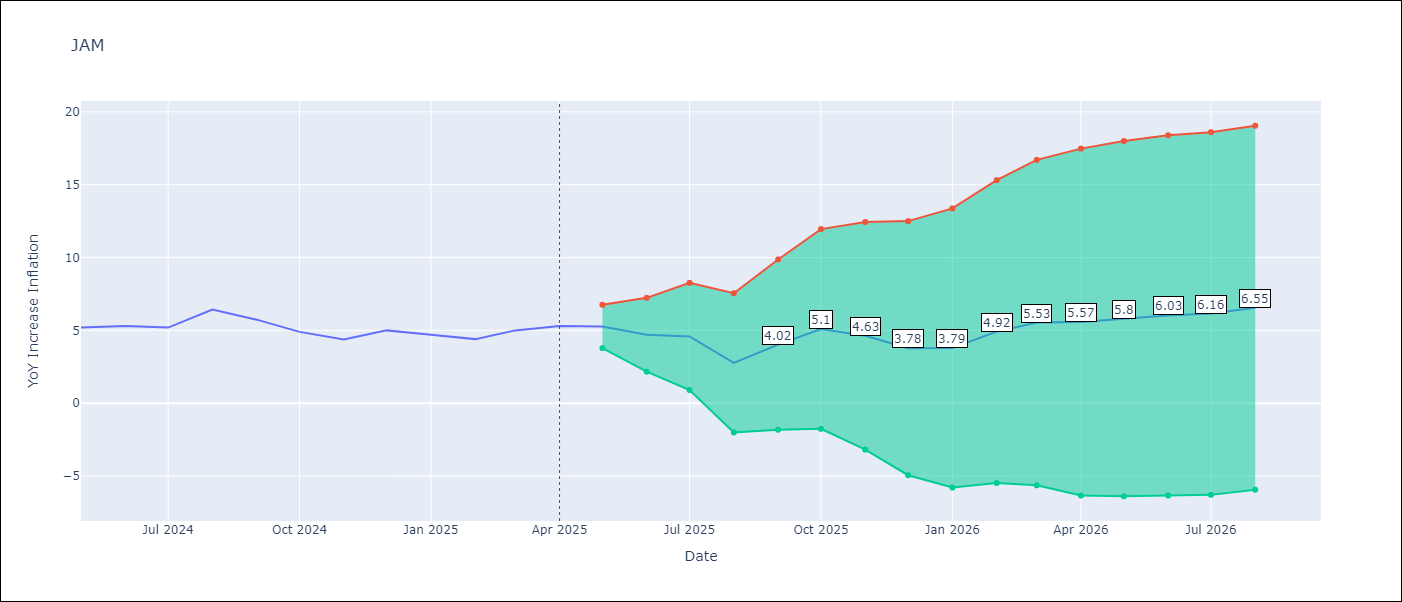 JAM
YoY Increase Inflation
20
15
10
5
0
−5
4.02
5.1
4.63
3.78
3.79
4.92
5.53
5.57
5.8
6.03
6.16
6.55
Jul 2024
Oct 2024
Jan 2025
Apr 2025
Jul 2025
Oct 2025
Jan 2026
Apr 2026
Jul 2026
Date